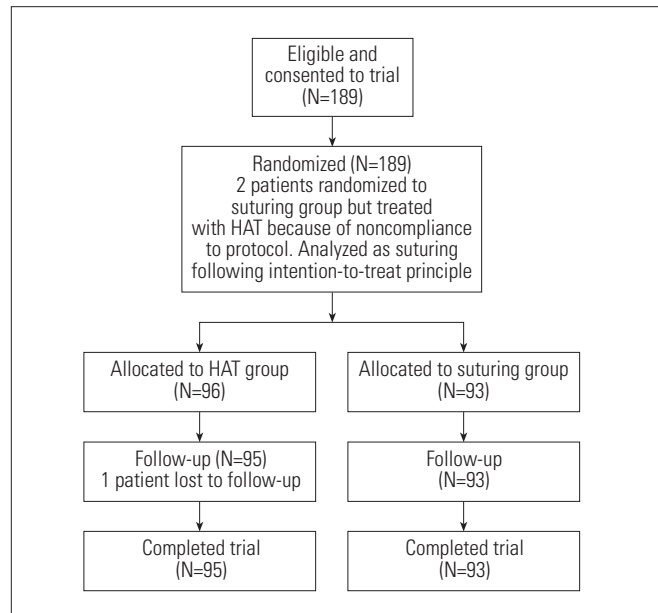 Eligible and
consented to trial
(N=189)
Randomized (N=189)
2 patients randomized to
suturing group but treated
with HAT because of noncompliance
to protocol. Analyzed as suturing
following intention-to-treat principle
Allocated to HAT group
(N=96)
Allocated to suturing group
(N=93)
Follow-up (N=95)
1 patient lost to follow-up
Follow-up
(N=93)
Completed trial
(N=95)
Completed trial
(N=93)